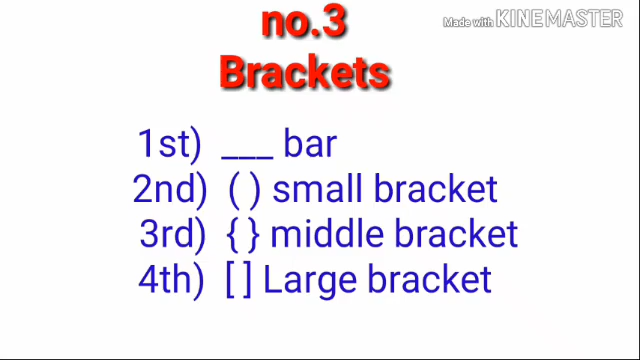 no.3
Made with KINEMASTER
Brackets
1st) ___ bar
2nd) ( ) small bracket
3rd) { } middle bracket
4th) [ ] Large bracket